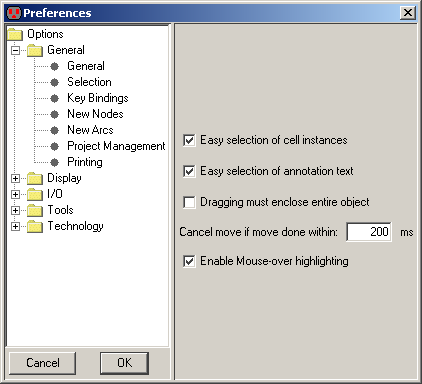 Preferences
Options
General
General
Selection
Key Bindings
New Nodes
New Arcs
Project Management
Printing
Display
I/O
Tools
Technology
Cancel
OK
Easy selection of cell instances
Easy selection of annotation text
Dragging must enclose entire object
Cancel move if move done within: 200 ms
Enable Mouse-over highlighting